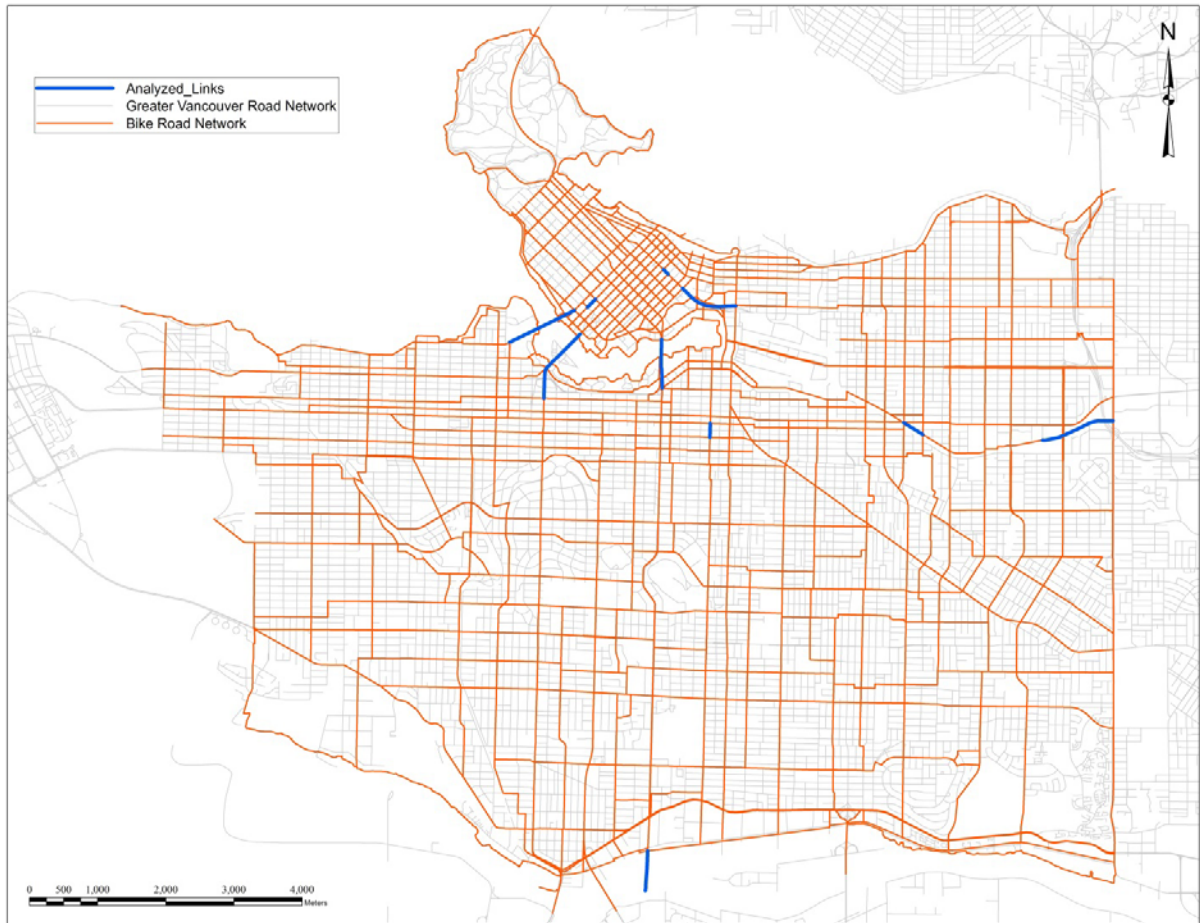 N
Analyzed_Links
Greater Vancouver Road Network
Bike Road Network
0 500 1,000 2,000 3,000 4,000
Meters